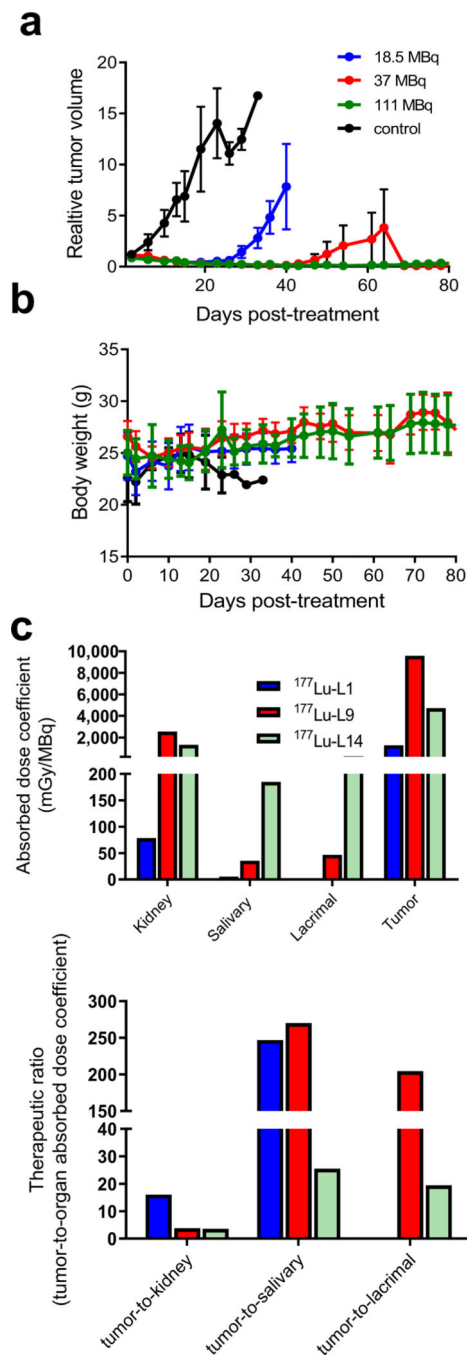 a
18.5 MBq
37 MBq
111 MBq
control
Realtive tumor volume
20
15
10
5
0
20
40
60
80
Days post-treatment
b
Body weight (g)
35
30
25
20
15
0
10
20
30
40
50
60
70
80
Days post-treatment
c
Absorbed dose coefficient
(mGy/MBq)
10,000
8,000
6,000
4,000
2,000
200
150
100
50
0
177Lu-L1
177Lu-L9
177Lu-L14
Kidney
Salivary
Lacrimal
Tumor
Therapeutic ratio
(tumor-to-organ absorbed dose coefficient)
300
250
200
150
40
30
20
10
0
tumor-to-kidney
tumor-to-salivary
tumor-to-lacrimal